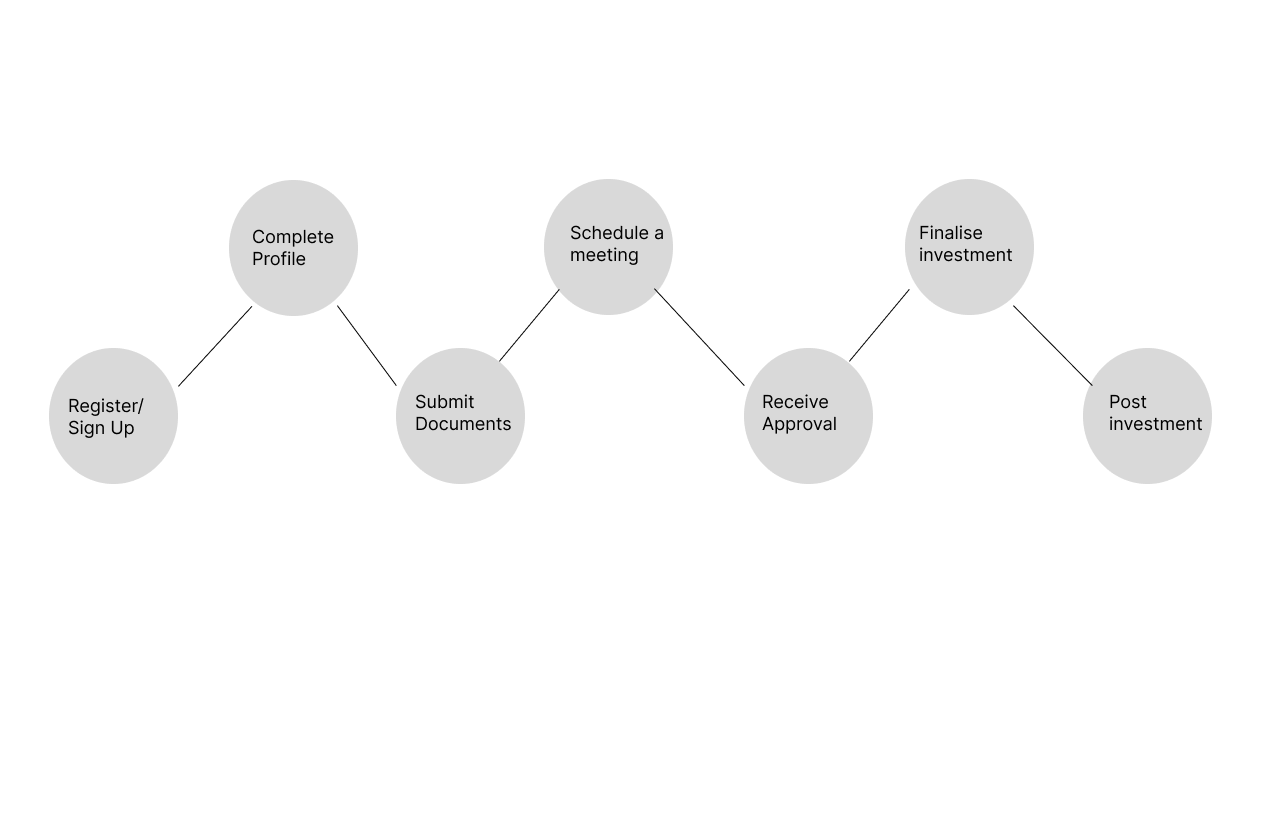 Register/
Sign Up
Complete
Profile
Submit
Documents
Schedule a
meeting
Receive
Approval
Finalise
investment
Post
investment